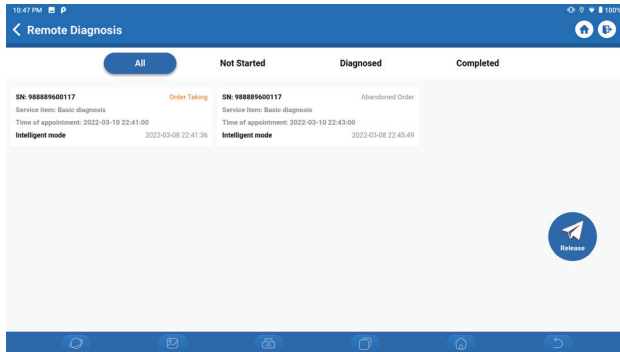 10:47 PM
100%
Remote Diagnosis
All Not Started Diagnosed Completed
SN: 988889600117 Order Taking
Service item: Basic diagnosis
Time of appointment: 2022-03-10 22:41:00
Intelligent mode 2022-03-08 22:41:36
SN: 988889600117 Abandoned Order
Service item: Basic diagnosis
Time of appointment: 2022-03-10 22:43:00
Intelligent mode 2022-03-08 22:45:49
Release